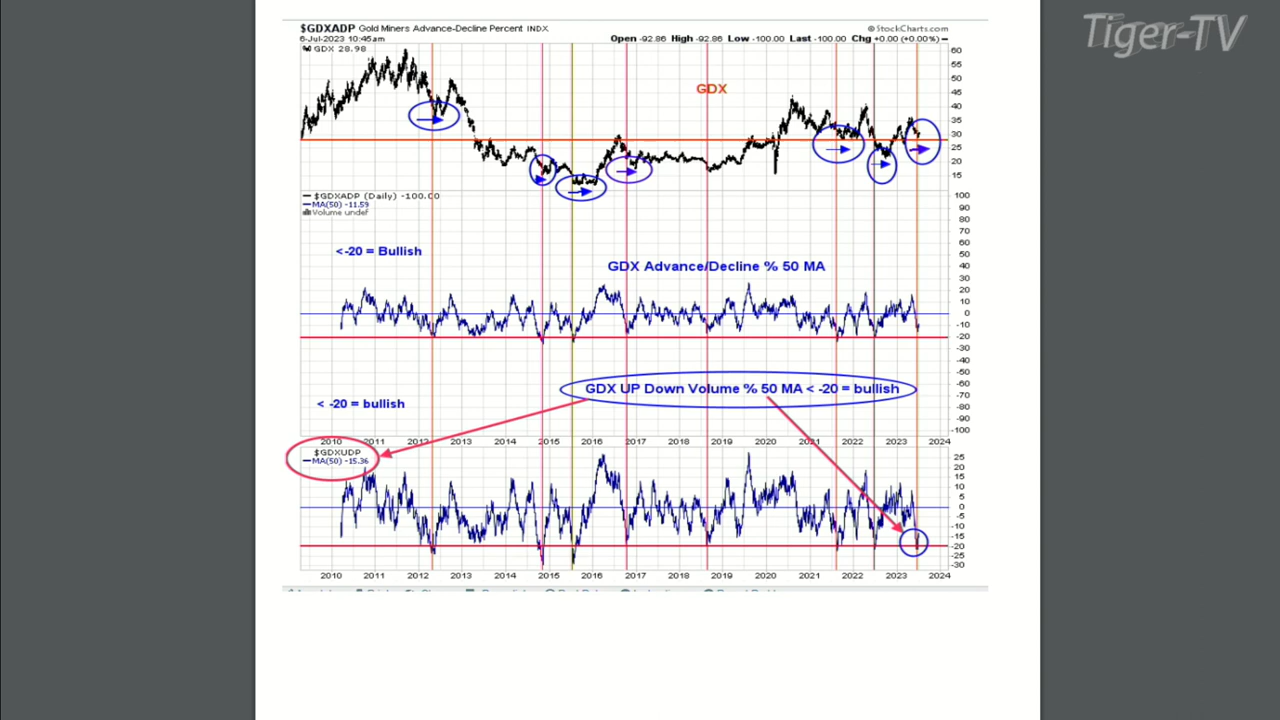 Tiger-TV
$GDXADP Gold Miners Advance-Decline Percent INDX
© StockCharts.com
6-Jul-2023 10:45am
Open -92.86 High -92.86 Low -100.00 Last -100.00 Chg +0.00 (+0.00%)
GDX 28.98
GDX
60
55
50
45
40
35
30
25
20
15
$GDXADP (Daily) -100.00
MA(50) -11.59
Volume undef
100
90
80
70
60
50
40
30
20
10
0
-10
-20
-30
-40
-50
-60
-70
-80
-90
-100
<-20 = Bullish
GDX Advance/Decline % 50 MA
GDX UP Down Volume % 50 MA < -20 = bullish
< -20 = bullish
2010 2011 2012 2013 2014 2015 2016 2017 2018 2019 2020 2021 2022 2023 2024
$GDXUDP
MA(50) -15.36
25
20
15
10
5
0
-5
-10
-15
-20
-25
-30
2010 2011 2012 2013 2014 2015 2016 2017 2018 2019 2020 2021 2022 2023 2024